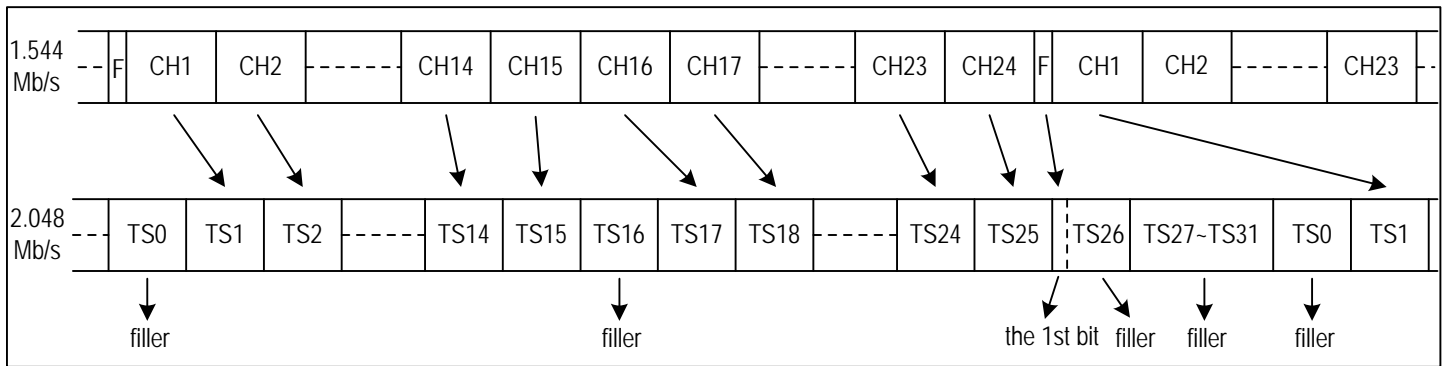 1.544
Mb/s
F CH1 CH2 CH14 CH15 CH16 CH17 CH23 CH24 F CH1 CH2 CH23
2.048
Mb/s
TS0 TS1 TS2 TS14 TS15 TS16 TS17 TS18 TS24 TS25 TS26 TS27~TS31 TS0 TS1
filler filler the 1st bit filler filler filler